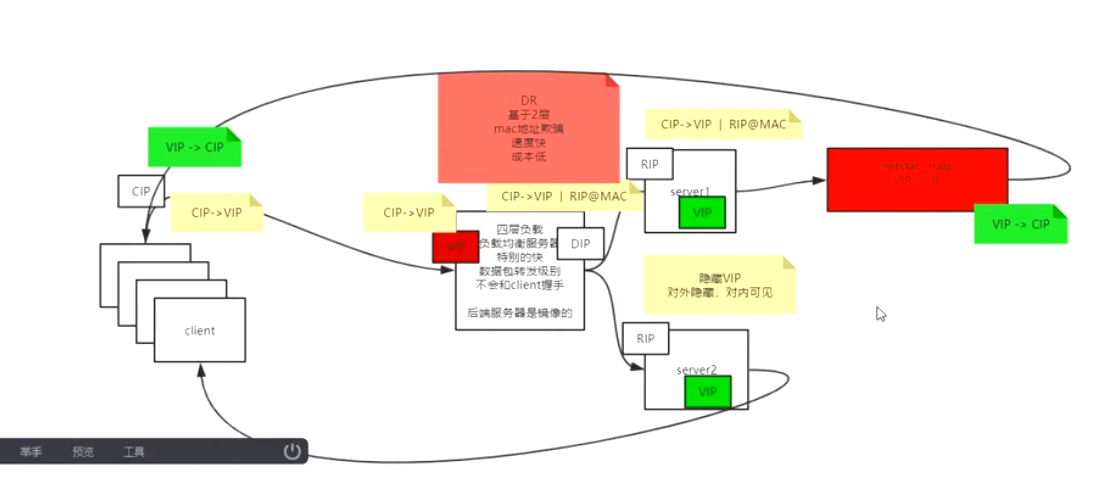 DR
基于2层
mac地址欺骗
速度快
成本低
CIP->VIP | RIP@MAC
VIP -> CIP
RIP
netstat natp
VIP CIP
CIP
CIP->VIP
CIP->VIP
CIP->VIP | RIP@MAC
server1
VIP
VIP -> CIP
四层负载
负载均衡服务器
特别的快
数据包转发级别
不会和client握手
后端服务器是镜像的
VIP
DIP
隐藏VIP
对外隐藏，对内可见
client
RIP
server2
VIP
举手
预览
工具